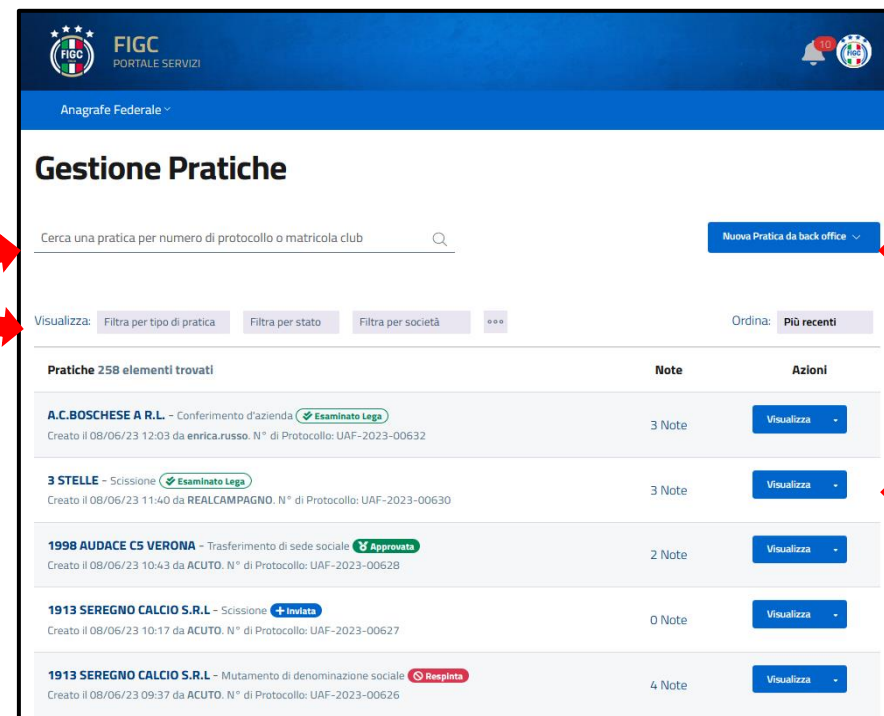 FIGC
FIGC
PORTALE SERVIZI
10
FIGC
Anagrafe Federale
Gestione Pratiche
Cerca una pratica per numero di protocollo o matricola club
Nuova Pratica da back office
Visualizza: Filtra per tipo di pratica Filtra per stato Filtra per società
Ordina: Più recenti
Pratiche 258 elementi trovati Note Azioni
A.C.BOSCHESE A R.L. - Conferimento d'azienda Esaminato Lega
Creato il 08/06/23 12:03 da enrica.russo. N° di Protocollo: UAF-2023-00632
3 Note Visualizza
3 STELLE - Scissione Esaminato Lega
Creato il 08/06/23 11:40 da REALCAMPAGNO. N° di Protocollo: UAF-2023-00630
3 Note Visualizza
1998 AUDACE C5 VERONA - Trasferimento di sede sociale Approvata
Creato il 08/06/23 10:43 da ACUTO. N° di Protocollo: UAF-2023-00628
2 Note Visualizza
1913 SEREGNO CALCIO S.R.L - Scissione Inviata
Creato il 08/06/23 10:17 da ACUTO. N° di Protocollo: UAF-2023-00627
0 Note Visualizza
1913 SEREGNO CALCIO S.R.L - Mutamento di denominazione sociale Respinta
Creato il 08/06/23 09:37 da ACUTO. N° di Protocollo: UAF-2023-00626
4 Note Visualizza